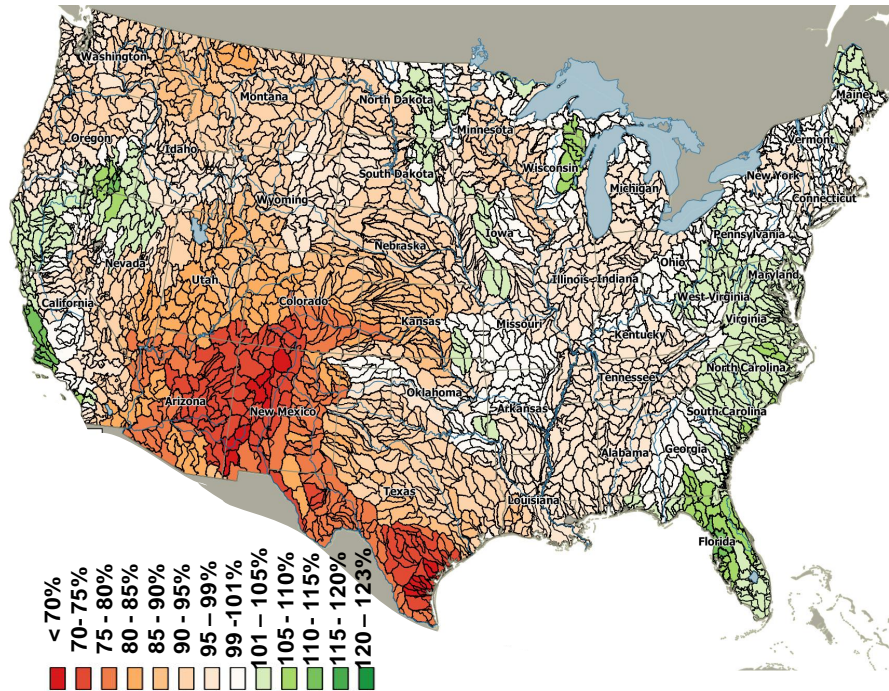 Washington
Montana
North Dakota
Minnesota
Maine
Oregon
Idaho
Vermont
Wisconsin
South Dakota
Michigan
New York
Wyoming
Connecticut
Iowa
Pennsylvania
Nebraska
Ohio
Nevada
Utah
Illinois
Indiana
Maryland
California
Colorado
West Virginia
Kansas
Missouri
Virginia
Kentucky
North Carolina
Tennessee
Oklahoma
Arizona
New Mexico
Arkansas
South Carolina
Georgia
Alabama
Texas
Louisiana
Florida
< 70%
70- 75%
75 - 80%
80 - 85%
85 - 90%
90 - 95%
95 – 99%
99 -101%
101 – 105%
105 - 110%
110 - 115%
115 - 120%
120 – 123%